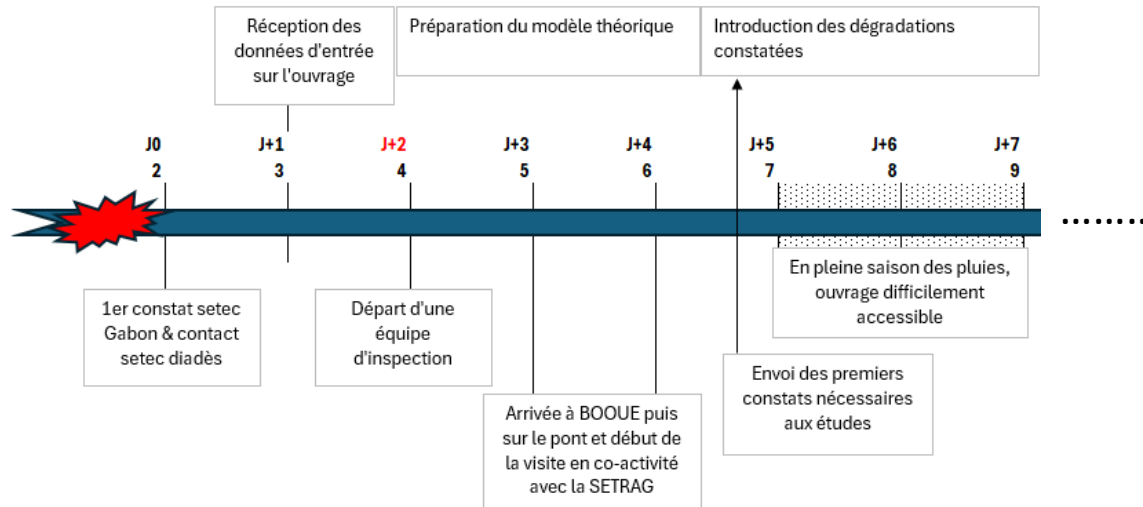 Réception des
données d'entrée
sur l'ouvrage
Préparation du modèle théorique
Introduction des dégradations
constatées
J0 J+1 J+2 J+3 J+4 J+5 J+6 J+7
2 3 4 5 6 7 8 9
1er constat setec
Gabon & contact
setec diadès
Départ d'une
équipe
d'inspection
Arrivée à BOOUE puis
sur le pont et début de
la visite en co-activité
avec la SETRAG
En pleine saison des pluies,
ouvrage difficilement
accessible
Envoi des premiers
constats nécessaires
aux études